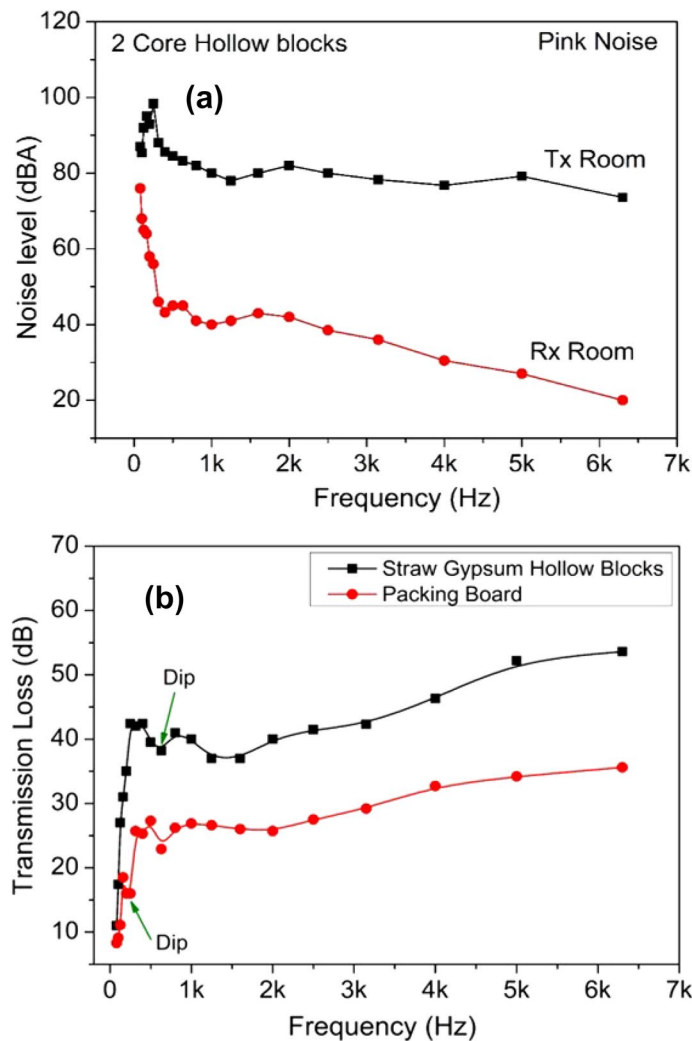 2 Core Hollow blocks Pink Noise
(a)
Tx Room
Rx Room
Noise level (dBA)
120
100
80
60
40
20
0 1k 2k 3k 4k 5k 6k 7k
Frequency (Hz)
(b)
Straw Gypsum Hollow Blocks
Packing Board
Dip
Dip
Transmission Loss (dB)
70
60
50
40
30
20
10
0 1k 2k 3k 4k 5k 6k 7k
Frequency (Hz)